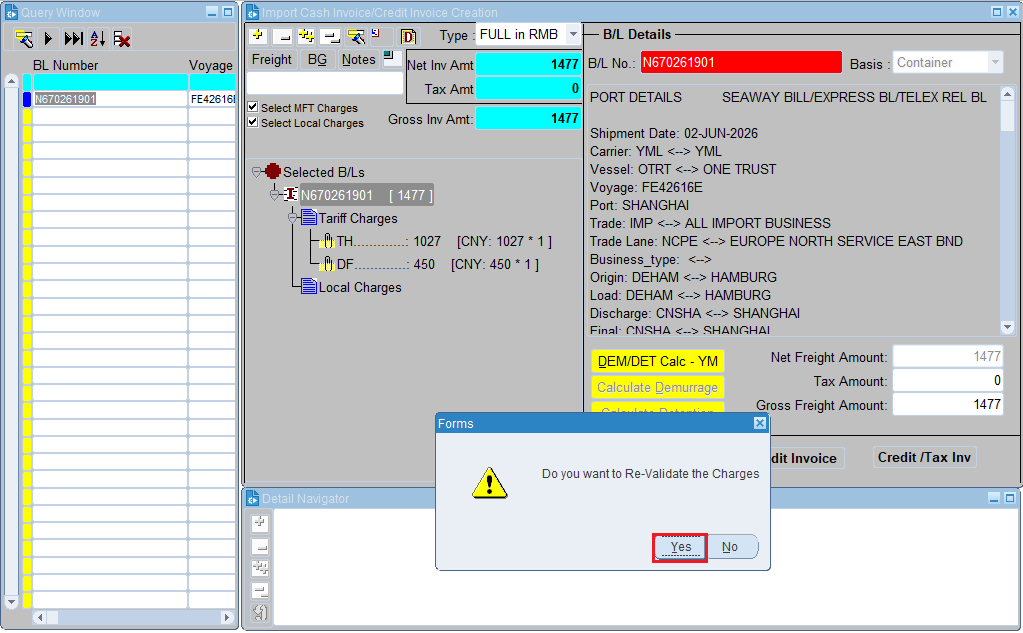 Query Window
BL Number Voyage
N670261901 FE42616
Import Cash Invoice/Credit Invoice Creation
Type : FULL in RMB
Freight BG Notes
Net Inv Amt 1477
Tax Amt 0
Gross Inv Amt: 1477
Select MFT Charges
Select Local Charges
Selected B/Ls
N670261901 [ 1477 ]
Tariff Charges
TH.............: 1027 [CNY: 1027 * 1 ]
DF.............: 450 [CNY: 450 * 1 ]
Local Charges
B/L Details
B/L No.: N670261901 Basis : Container
PORT DETAILS SEAWAY BILL/EXPRESS BL/TELEX REL BL
Shipment Date: 02-JUN-2026
Carrier: YML <--> YML
Vessel: OTRT <--> ONE TRUST
Voyage: FE42616E
Port: SHANGHAI
Trade: IMP <--> ALL IMPORT BUSINESS
Trade Lane: NCPE <--> EUROPE NORTH SERVICE EAST BND
Business_type: <-->
Origin: DEHAM <--> HAMBURG
Load: DEHAM <--> HAMBURG
Discharge: CNSHA <--> SHANGHAI
Final: CNSHA <--> SHANGHAI
DEM/DET Calc - YM
Calculate Demurrage
Calculate Detention
Net Freight Amount: 1477
Tax Amount: 0
Gross Freight Amount: 1477
dit Invoice
Credit /Tax Inv
Forms
Do you want to Re-Validate the Charges
Yes No
Detail Navigator